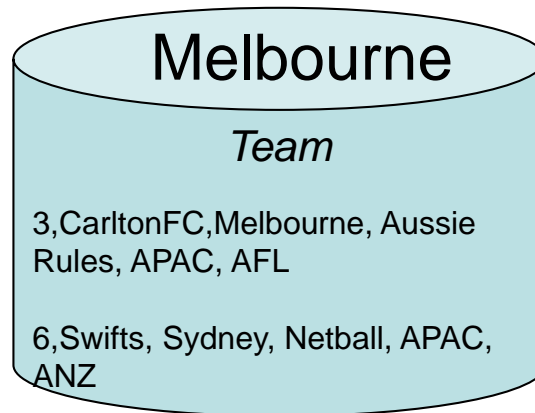 Melbourne
Team
3,CarltonFC,Melbourne, Aussie
Rules, APAC, AFL
6,Swifts, Sydney, Netball, APAC,
ANZ